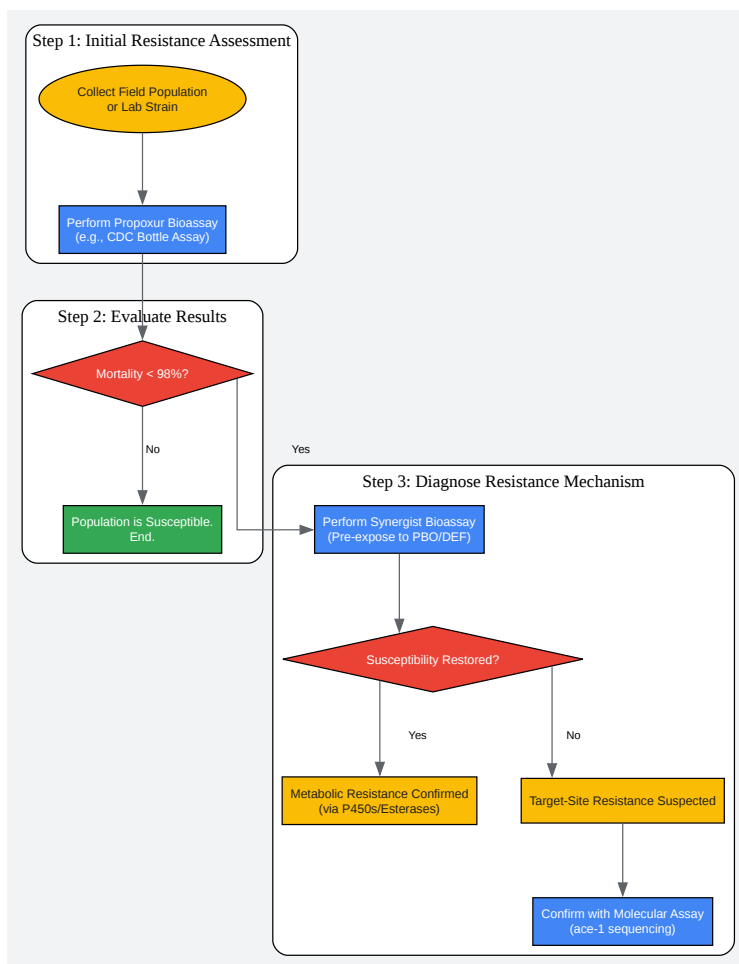 Step 1: Initial Resistance Assessment
Collect Field Population
or Lab Strain
Perform Propoxur Bioassay
(e.g., CDC Bottle Assay)
Step 2: Evaluate Results
Mortality < 98%?
No
Yes
Population is Susceptible.
End.
Step 3: Diagnose Resistance Mechanism
Perform Synergist Bioassay
(Pre-expose to PBO/DEF)
Susceptibility Restored?
Yes
No
Metabolic Resistance Confirmed
(via P450s/Esterases)
Target-Site Resistance Suspected
Confirm with Molecular Assay
(ace-1 sequencing)